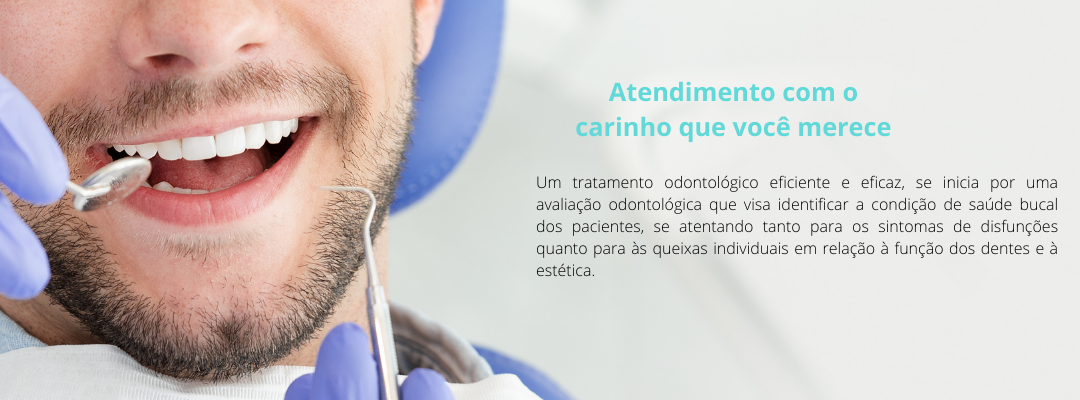 Atendimento com o
carinho que você merece
Um tratamento odontológico eficiente e eficaz, se inicia por uma
avaliação odontológica que visa identificar a condição de saúde bucal
dos pacientes, se atentando tanto para os sintomas de disfunções
quanto para às queixas individuais em relação à função dos dentes e à
estética.